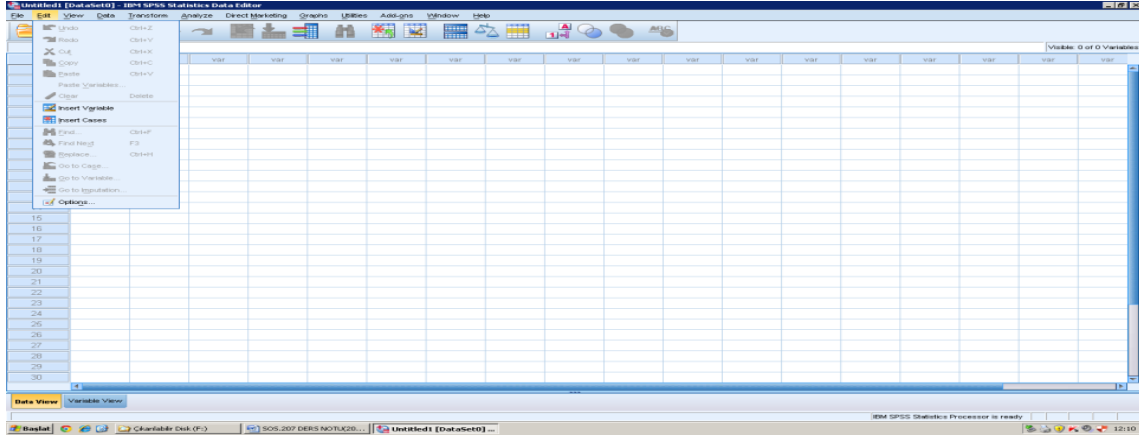 Untitled1 [DataSet0] - IBM SPSS Statistics Data Editor
File Edit View Data Transform Analyze Direct Marketing Graphs Utilities Add-ons Window Help
Undo Ctrl+Z
Redo Ctrl+Y
Visible: 0 of 0 Variables
Cut Ctrl+X
Copy Ctrl+C
var var var var var var var var var var var var var
Paste Ctrl+V
Paste Variables...
Clear Delete
Insert Variable
Insert Cases
Find... Ctrl+F
Find Next F3
Replace... Ctrl+H
Go to Case...
Go to Variable...
Go to Imputation...
Options...
15
16
17
18
19
20
21
22
23
24
25
26
27
28
29
30
Data View Variable View
IBM SPSS Statistics Processor is ready
Başlat Çıkarılabilir Disk (F:) SOS.207 DERS NOTU(20... Untitled1 [DataSet0] ... 12:10